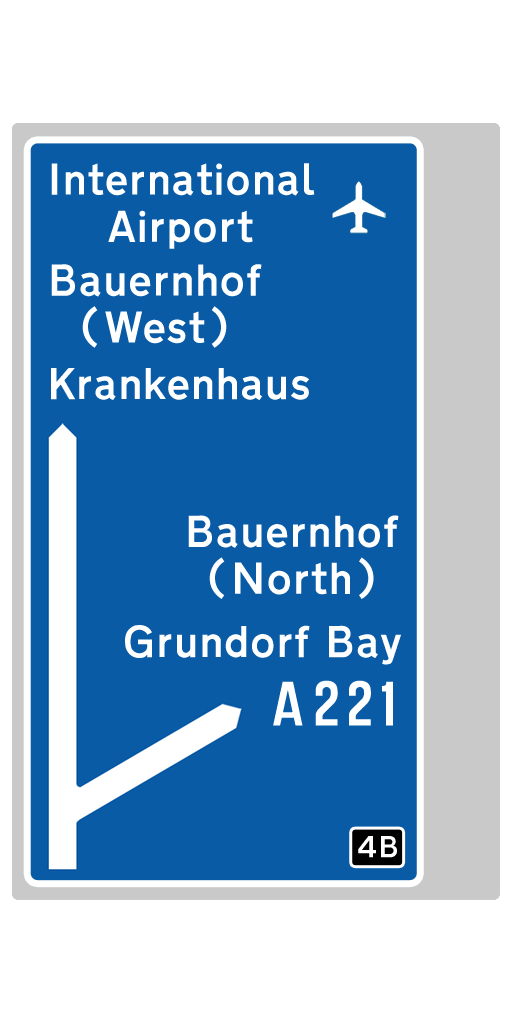 International
Airport
Bauernhof
(West)
Krankenhaus
Bauernhof
(North)
Grundorf Bay
A221
4B